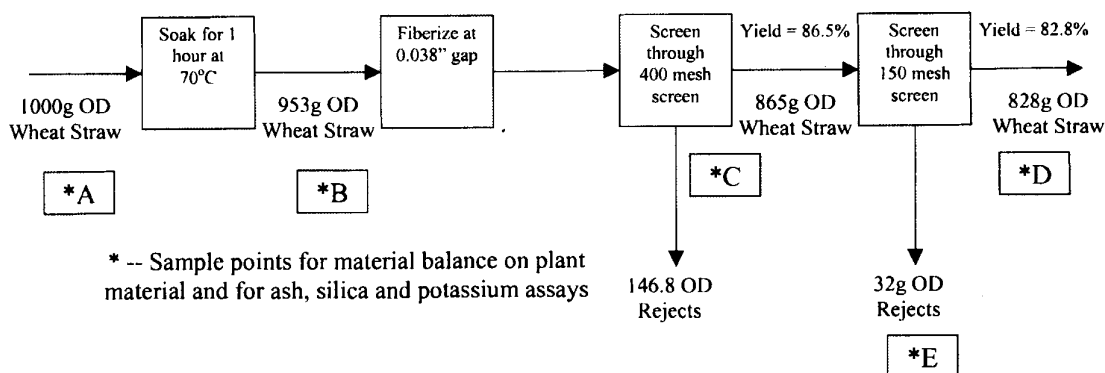 Soak for 1
hour at
70°C
Fiberize at
0.038" gap
Screen
through
400 mesh
screen
Yield = 86.5%
Screen
through
150 mesh
screen
Yield = 82.8%
1000g OD
Wheat Straw
953g OD
Wheat Straw
865g OD
Wheat Straw
828g OD
Wheat Straw
*A
*B
*C
*D
* -- Sample points for material balance on plant
material and for ash, silica and potassium assays
146.8 OD
Rejects
32g OD
Rejects
*E